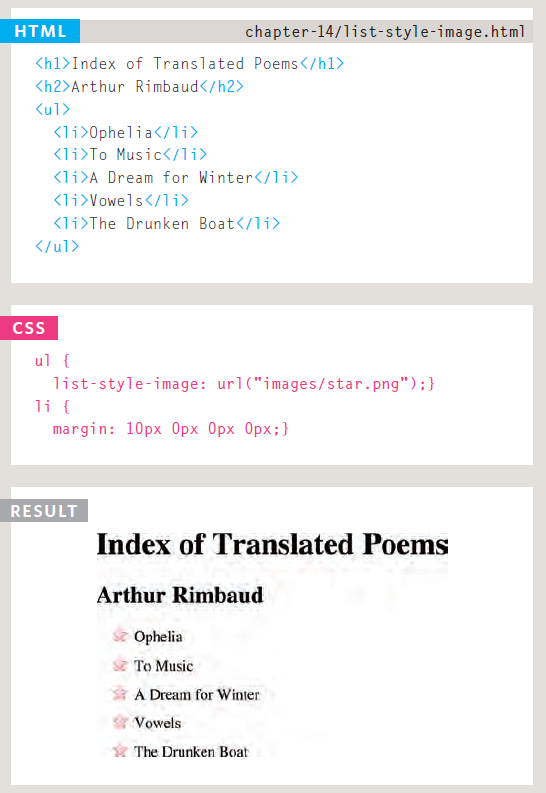 HTML chapter-14/list-style-image.html
<h1>Index of Translated Poems</h1>
<h2>Arthur Rimbaud</h2>
<ul>
  <li>Ophelia</li>
  <li>To Music</li>
  <li>A Dream for Winter</li>
  <li>Vowels</li>
  <li>The Drunken Boat</li>
</ul>
CSS
ul {
  list-style-image: url("images/star.png");}
li {
  margin: 10px 0px 0px 0px;}
RESULT
Index of Translated Poems
Arthur Rimbaud
Ophelia
To Music
A Dream for Winter
Vowels
The Drunken Boat